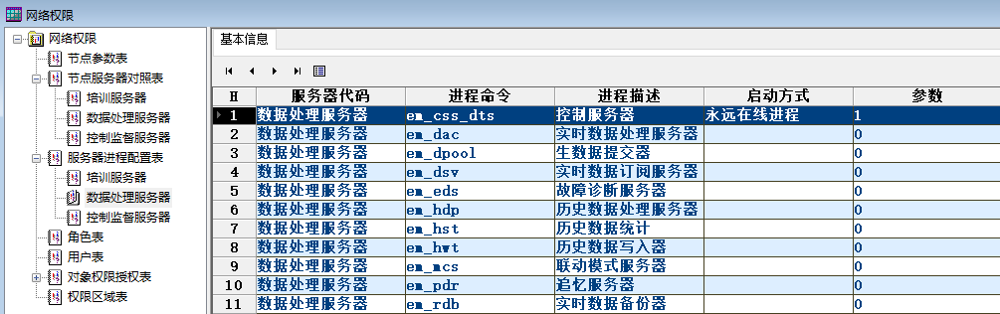 网络权限
网络权限
节点参数表
节点服务器对照表
培训服务器
数据处理服务器
控制监督服务器
服务器进程配置表
培训服务器
数据处理服务器
控制监督服务器
角色表
用户表
对象权限授权表
权限区域表
基本信息
H 服务器代码 进程命令 进程描述 启动方式 参数
1 数据处理服务器 em_css_dts 控制服务器 永远在线进程 1
2 数据处理服务器 em_dac 实时数据处理服务器 0
3 数据处理服务器 em_dpool 生数据提交器 0
4 数据处理服务器 em_dsv 实时数据订阅服务器 0
5 数据处理服务器 em_eds 故障诊断服务器 0
6 数据处理服务器 em_hdp 历史数据处理服务器 0
7 数据处理服务器 em_hst 历史数据统计 0
8 数据处理服务器 em_hwt 历史数据写入器 0
9 数据处理服务器 em_mcs 联动模式服务器 0
10 数据处理服务器 em_pdr 追忆服务器 0
11 数据处理服务器 em_rdb 实时数据备份器 0